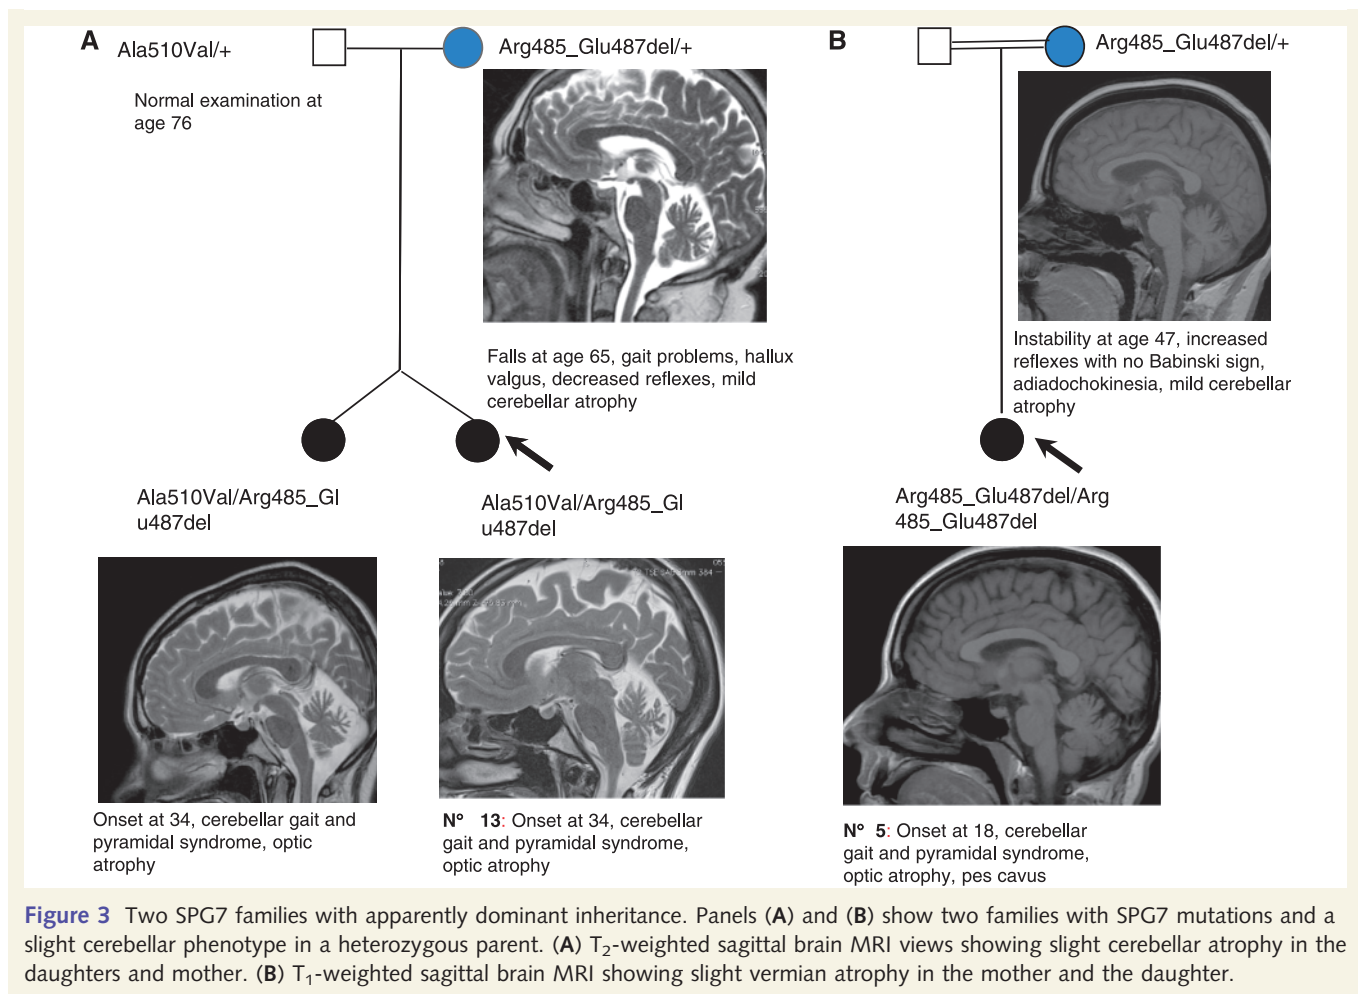 A
Ala510Val/+
Arg485_Glu487del/+
Normal examination at
age 76
Falls at age 65, gait problems, hallux
valgus, decreased reflexes, mild
cerebellar atrophy
Ala510Val/Arg485_Gl
u487del
Ala510Val/Arg485_Gl
u487del
Onset at 34, cerebellar gait and
pyramidal syndrome, optic
atrophy
N° 13: Onset at 34, cerebellar
gait and pyramidal syndrome,
optic atrophy
B
Arg485_Glu487del/+
Instability at age 47, increased
reflexes with no Babinski sign,
adiadochokinesia, mild cerebellar
atrophy
Arg485_Glu487del/Arg
485_Glu487del
N° 5: Onset at 18, cerebellar
gait and pyramidal syndrome,
optic atrophy, pes cavus
Figure 3 Two SPG7 families with apparently dominant inheritance. Panels (A) and (B) show two families with SPG7 mutations and a
slight cerebellar phenotype in a heterozygous parent. (A) T2-weighted sagittal brain MRI views showing slight cerebellar atrophy in the
daughters and mother. (B) T1-weighted sagittal brain MRI showing slight vermian atrophy in the mother and the daughter.